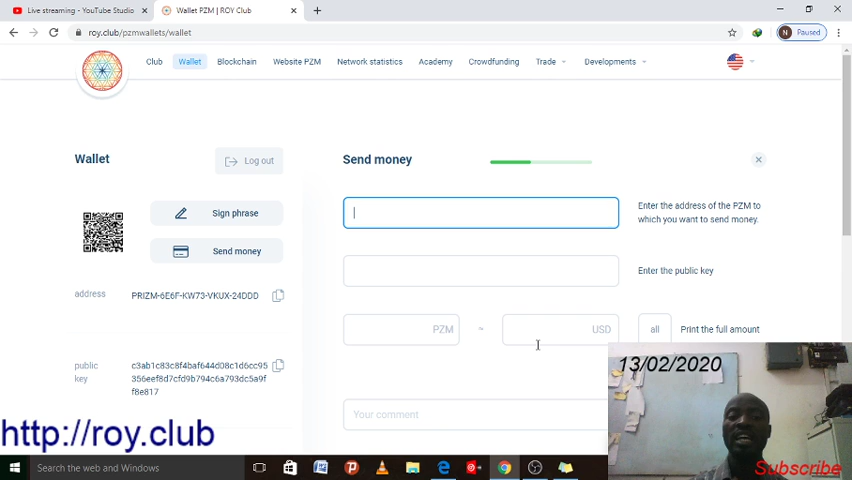 Live streaming - YouTube Studio
Wallet PZM | ROY Club
roy.club/pzmwallets/wallet
N Paused
Club Wallet Blockchain Website PZM Network statistics Academy Crowdfunding Trade Developments
Wallet
Log out
Send money
Sign phrase
Enter the address of the PZM to
which you want to send money.
Send money
Enter the public key
address PRIZM-6E6F-KW73-VKUX-24DDD
PZM ~ USD all Print the full amount
public
key
c3ab1c83c8f4baf644d08c1d6cc95
356eef8d7cfd9b794c6a793dc5a9f
f8e817
13/02/2020
Your comment
http://roy.club
Subscribe
Search the web and Windows